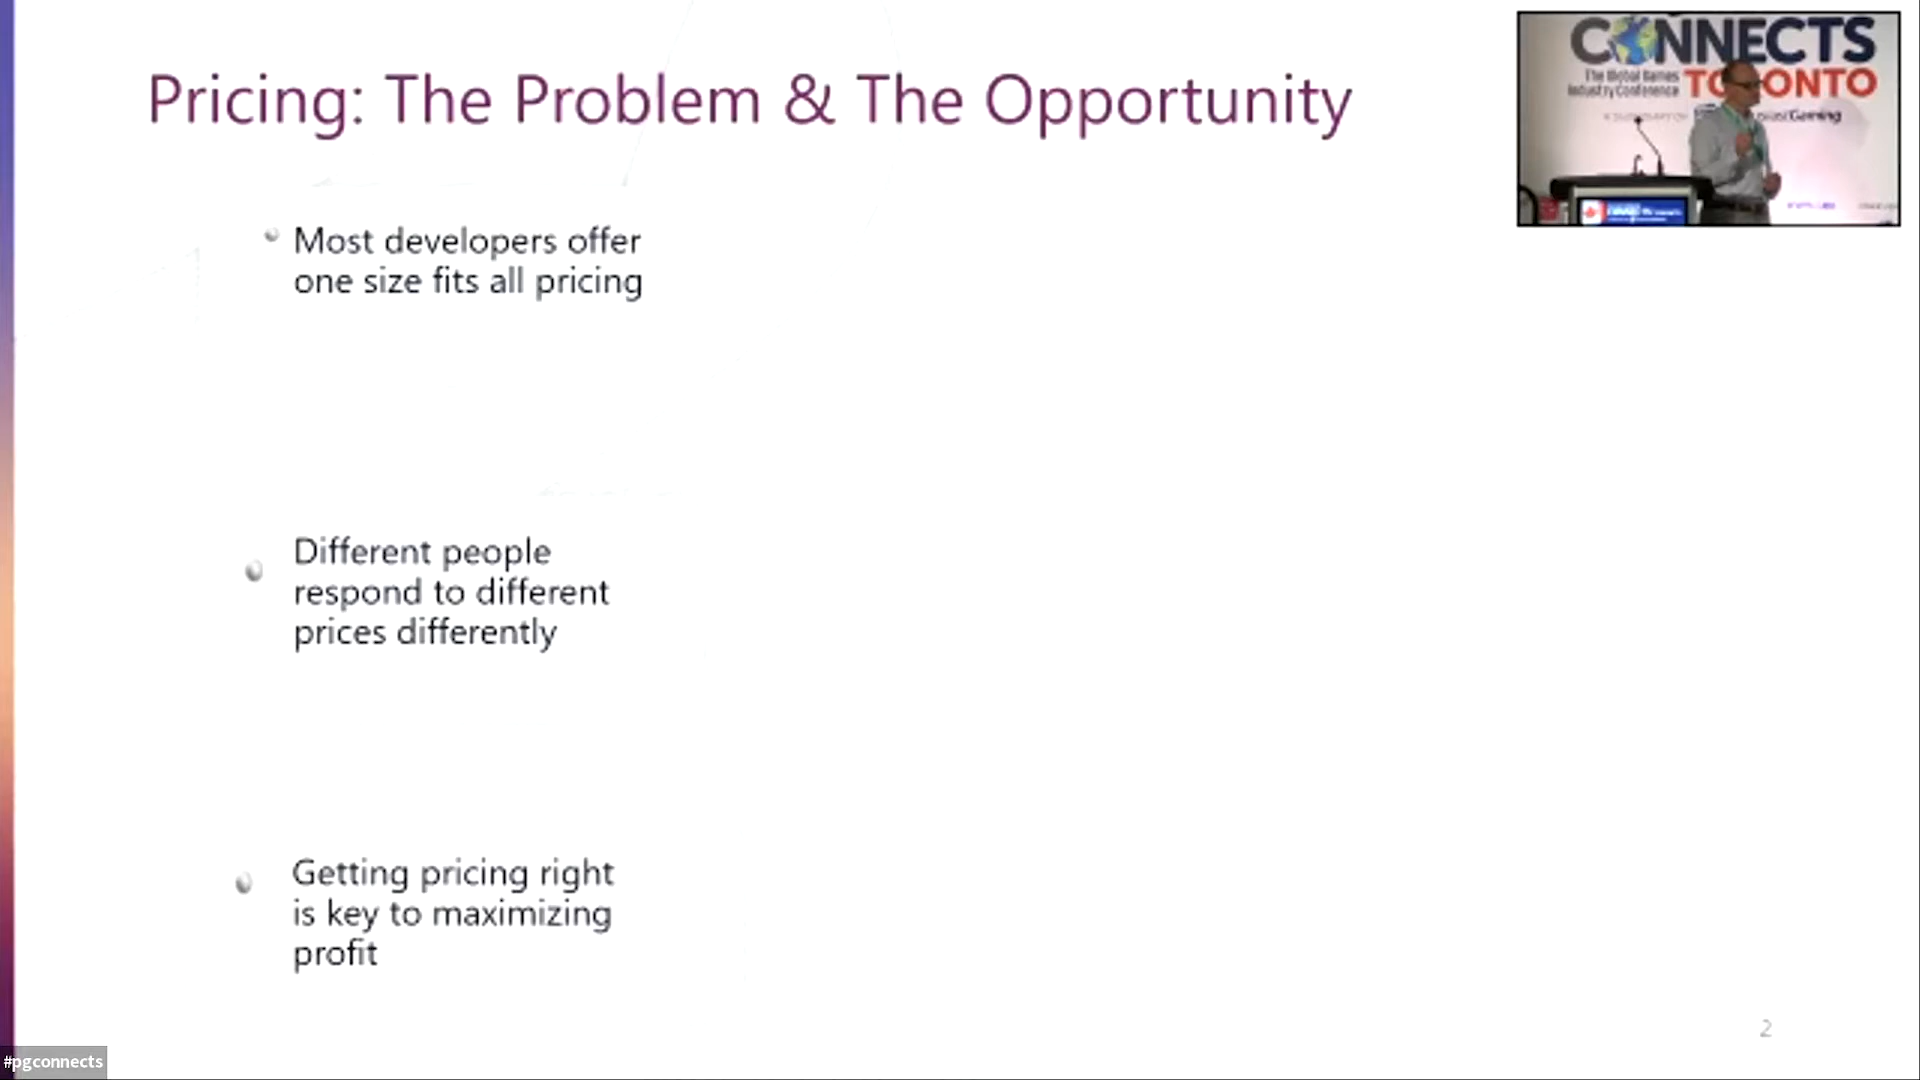 Pricing: The Problem & The Opportunity
CONNECTS
The Global Games
Industry Conference
TORONTO
Most developers offer
one size fits all pricing
Different people
respond to different
prices differently
Getting pricing right
is key to maximizing
profit
2
#pgconnects